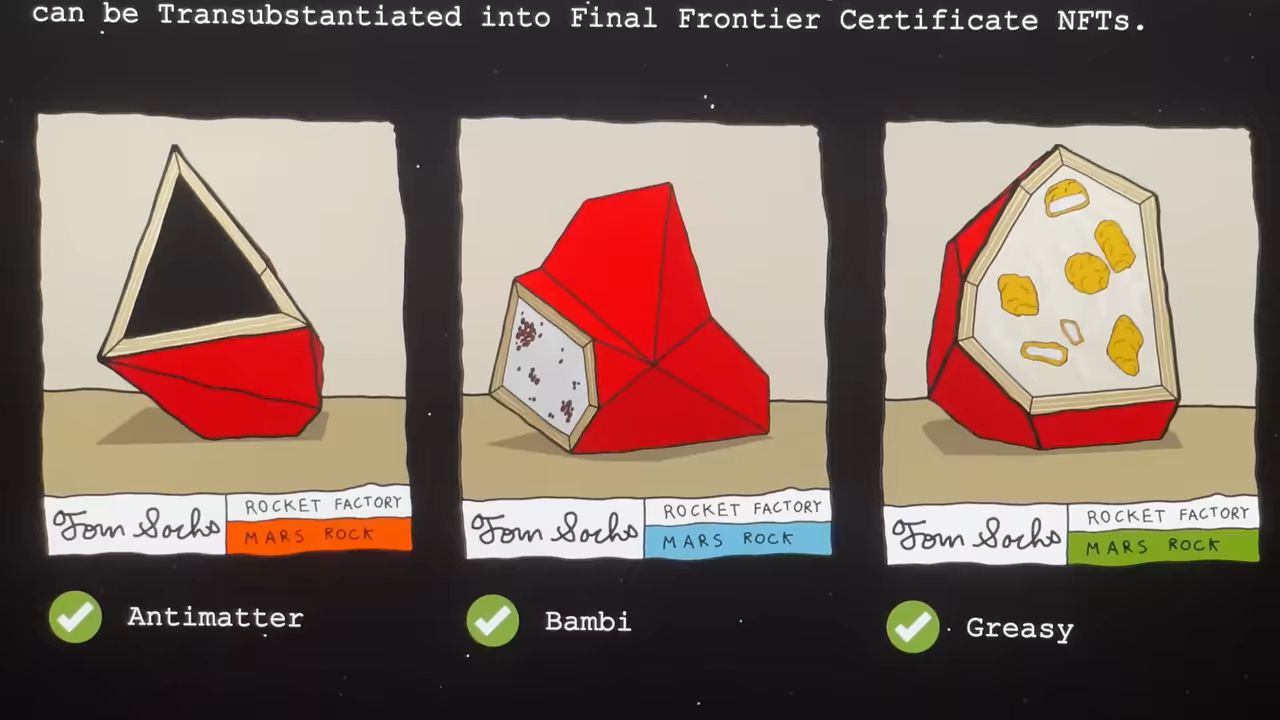 can be Transubstantiated into Final Frontier Certificate NFTs.
Tom Sachs
ROCKET FACTORY
MARS ROCK
Antimatter
Tom Sachs
ROCKET FACTORY
MARS ROCK
Bambi
Tom Sachs
ROCKET FACTORY
MARS ROCK
Greasy